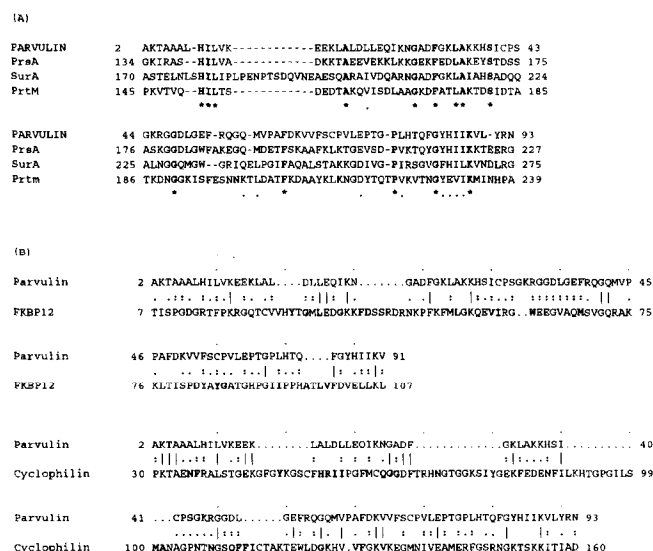 (A)
PARVULIN 2 AKTAAAL-HILVK-----------EEKLALDLLEQIKNGADFGKLAKKHSICPS 43
PrsA 134 GKIRAS--HILVA-----------DKKTAEEVEKKLKKGEKFEDLAKEYSTDSS 175
SurA 170 ASTELNLSHILIPLPENPTSDQVNEAESQARAIVDQARNGADFGKLAIAHSADQQ 224
PrtM 145 PKVTVQ--HILTS-----------DEDTAKQVISDLAAGKDFATLAKTDSIDTA 185
*** * . * * ** *
PARVULIN 44 GKRGGDLGEF-RQGQ-MVPAFDKVVFSCPVLEPTG-PLHTQFGYHIIKVL-YRN 93
PrsA 176 ASKGGDLGWFAKEGQ-MDETFSKAAFKLKTGEVSD-PVKTQYGYHIIKKTEERG 227
SurA 225 ALNGGQMGW--GRIQELPGIFAQALSTAKKGDIVG-PIRSGVGFHILKVNDLRG 275
Prtm 186 TKDNGGKISFESNNKTLDATFKDAAYKLKNGDYTQTPVKVTNGYEVIKMINHPA 239
* . . * . * *....*
(B)
Parvulin 2 AKTAAALHILVKEEKLAL....DLLEQIKN.......GADFGKLAKKHSICPSGKRGGDLGEFRQGQMVP 45
FKBP12 7 TISPGDGRTFPKRGQTCVVHYTGMLEDGKKFDSSRDRNKPFKFMLGKQEVIRG..WEEGVAQMSVGQRAK 75
Parvulin 46 PAFDKVVFSCPVLEPTGPLHTQ....FGYHIIKV 91
FKBP12 76 KLTISPDYAYGATGHPGIIPPHATLVFDVELLKL 107
Parvulin 2 AKTAAALHILVKEEK.........LALDLLEQIKNGADF............GKLAKKHSI.......... 40
Cyclophilin 30 PKTAENFRALSTGEKGFGYKGSCFHRIIPGFMCQGGDFTRHNGTGGKSIYGEKFEDENFILKHTGPGILS 99
Parvulin 41 ...CPSGKRGGDL.........GEFRQGQMVPAFDKVVFSCPVLEPTGPLHTQFGYHIIKVLYRN 93
Cyclophilin 100 MANAGPNTNGSQFFICTAKTEWLDGKHV.VFGKVKEGMNIVEAMERFGSRNGKTSKKITIAD 160